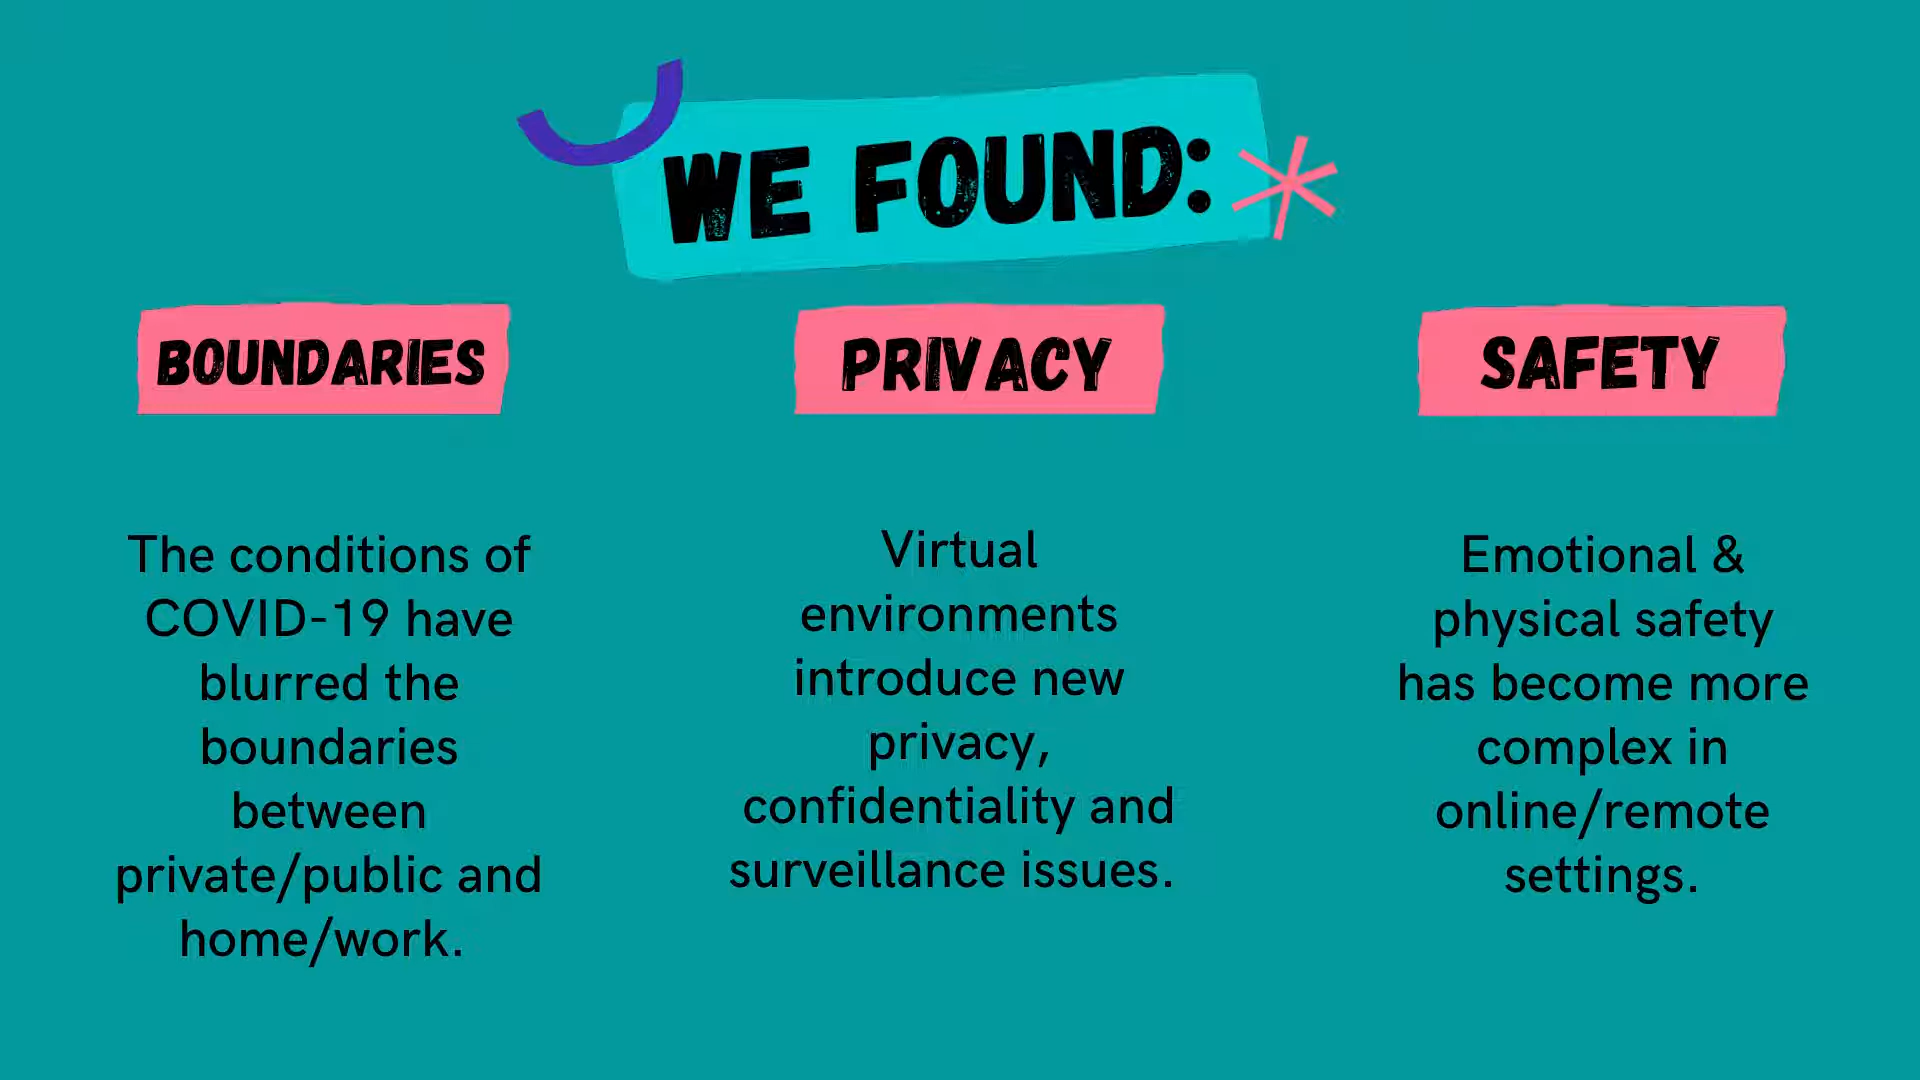 WE FOUND:
BOUNDARIES
The conditions of
COVID-19 have
blurred the
boundaries
between
private/public and
home/work.
PRIVACY
Virtual
environments
introduce new
privacy,
confidentiality and
surveillance issues.
SAFETY
Emotional &
physical safety
has become more
complex in
online/remote
settings.